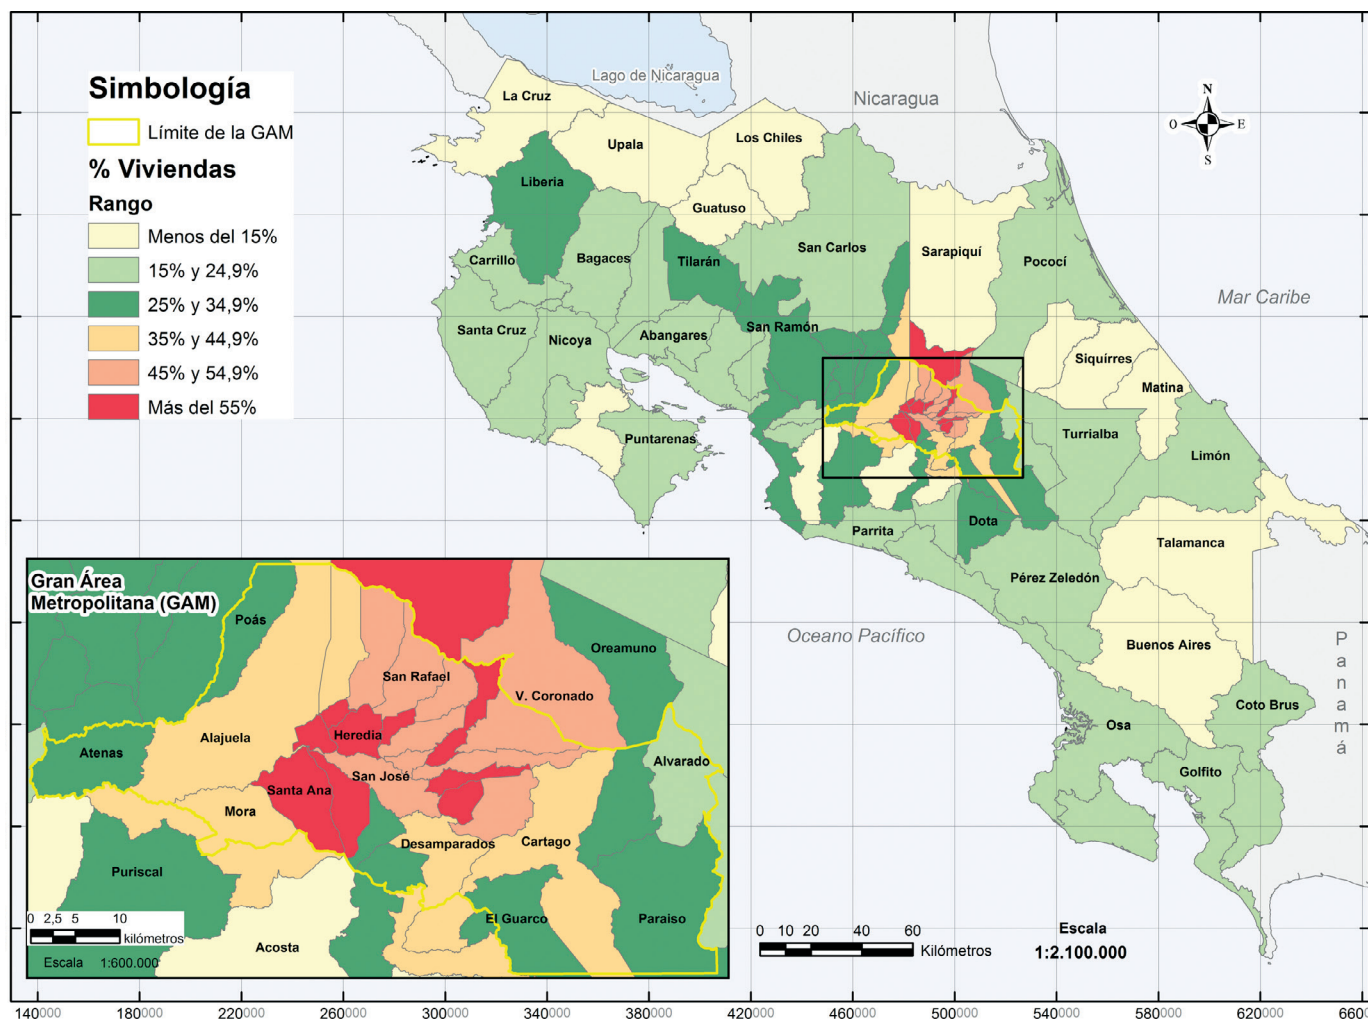 Simbología
Límite de la GAM
% Viviendas
Rango
Menos del 15%
15% y 24,9%
25% y 34,9%
35% y 44,9%
45% y 54,9%
Más del 55%
Lago de Nicaragua
Nicaragua
N
O
E
S
La Cruz
Upala
Los Chiles
Liberia
Guatuso
San Carlos
Sarapiquí
Carrillo
Bagaces
Tilarán
Pococí
Mar Caribe
Santa Cruz
Nicoya
Abangares
San Ramón
Siquírres
Matina
Puntarenas
Turrialba
Limón
Parrita
Dota
Talamanca
Pérez Zeledón
Oceano Pacífico
Buenos Aires
Panamá
Coto Brus
Osa
Golfito
Gran Área
Metropolitana (GAM)
Poás
Oreamuno
San Rafael
V. Coronado
Heredia
Alajuela
Atenas
Alvarado
San José
Santa Ana
Mora
Desamparados
Cartago
Puriscal
El Guarco
Paraiso
Acosta
0 2,5 5 10
kilómetros
Escala 1:600.000
0 10 20 40 60
Kilómetros
Escala
1:2.100.000
140000 180000 220000 260000 300000 340000 380000 420000 460000 500000 540000 580000 620000 6600